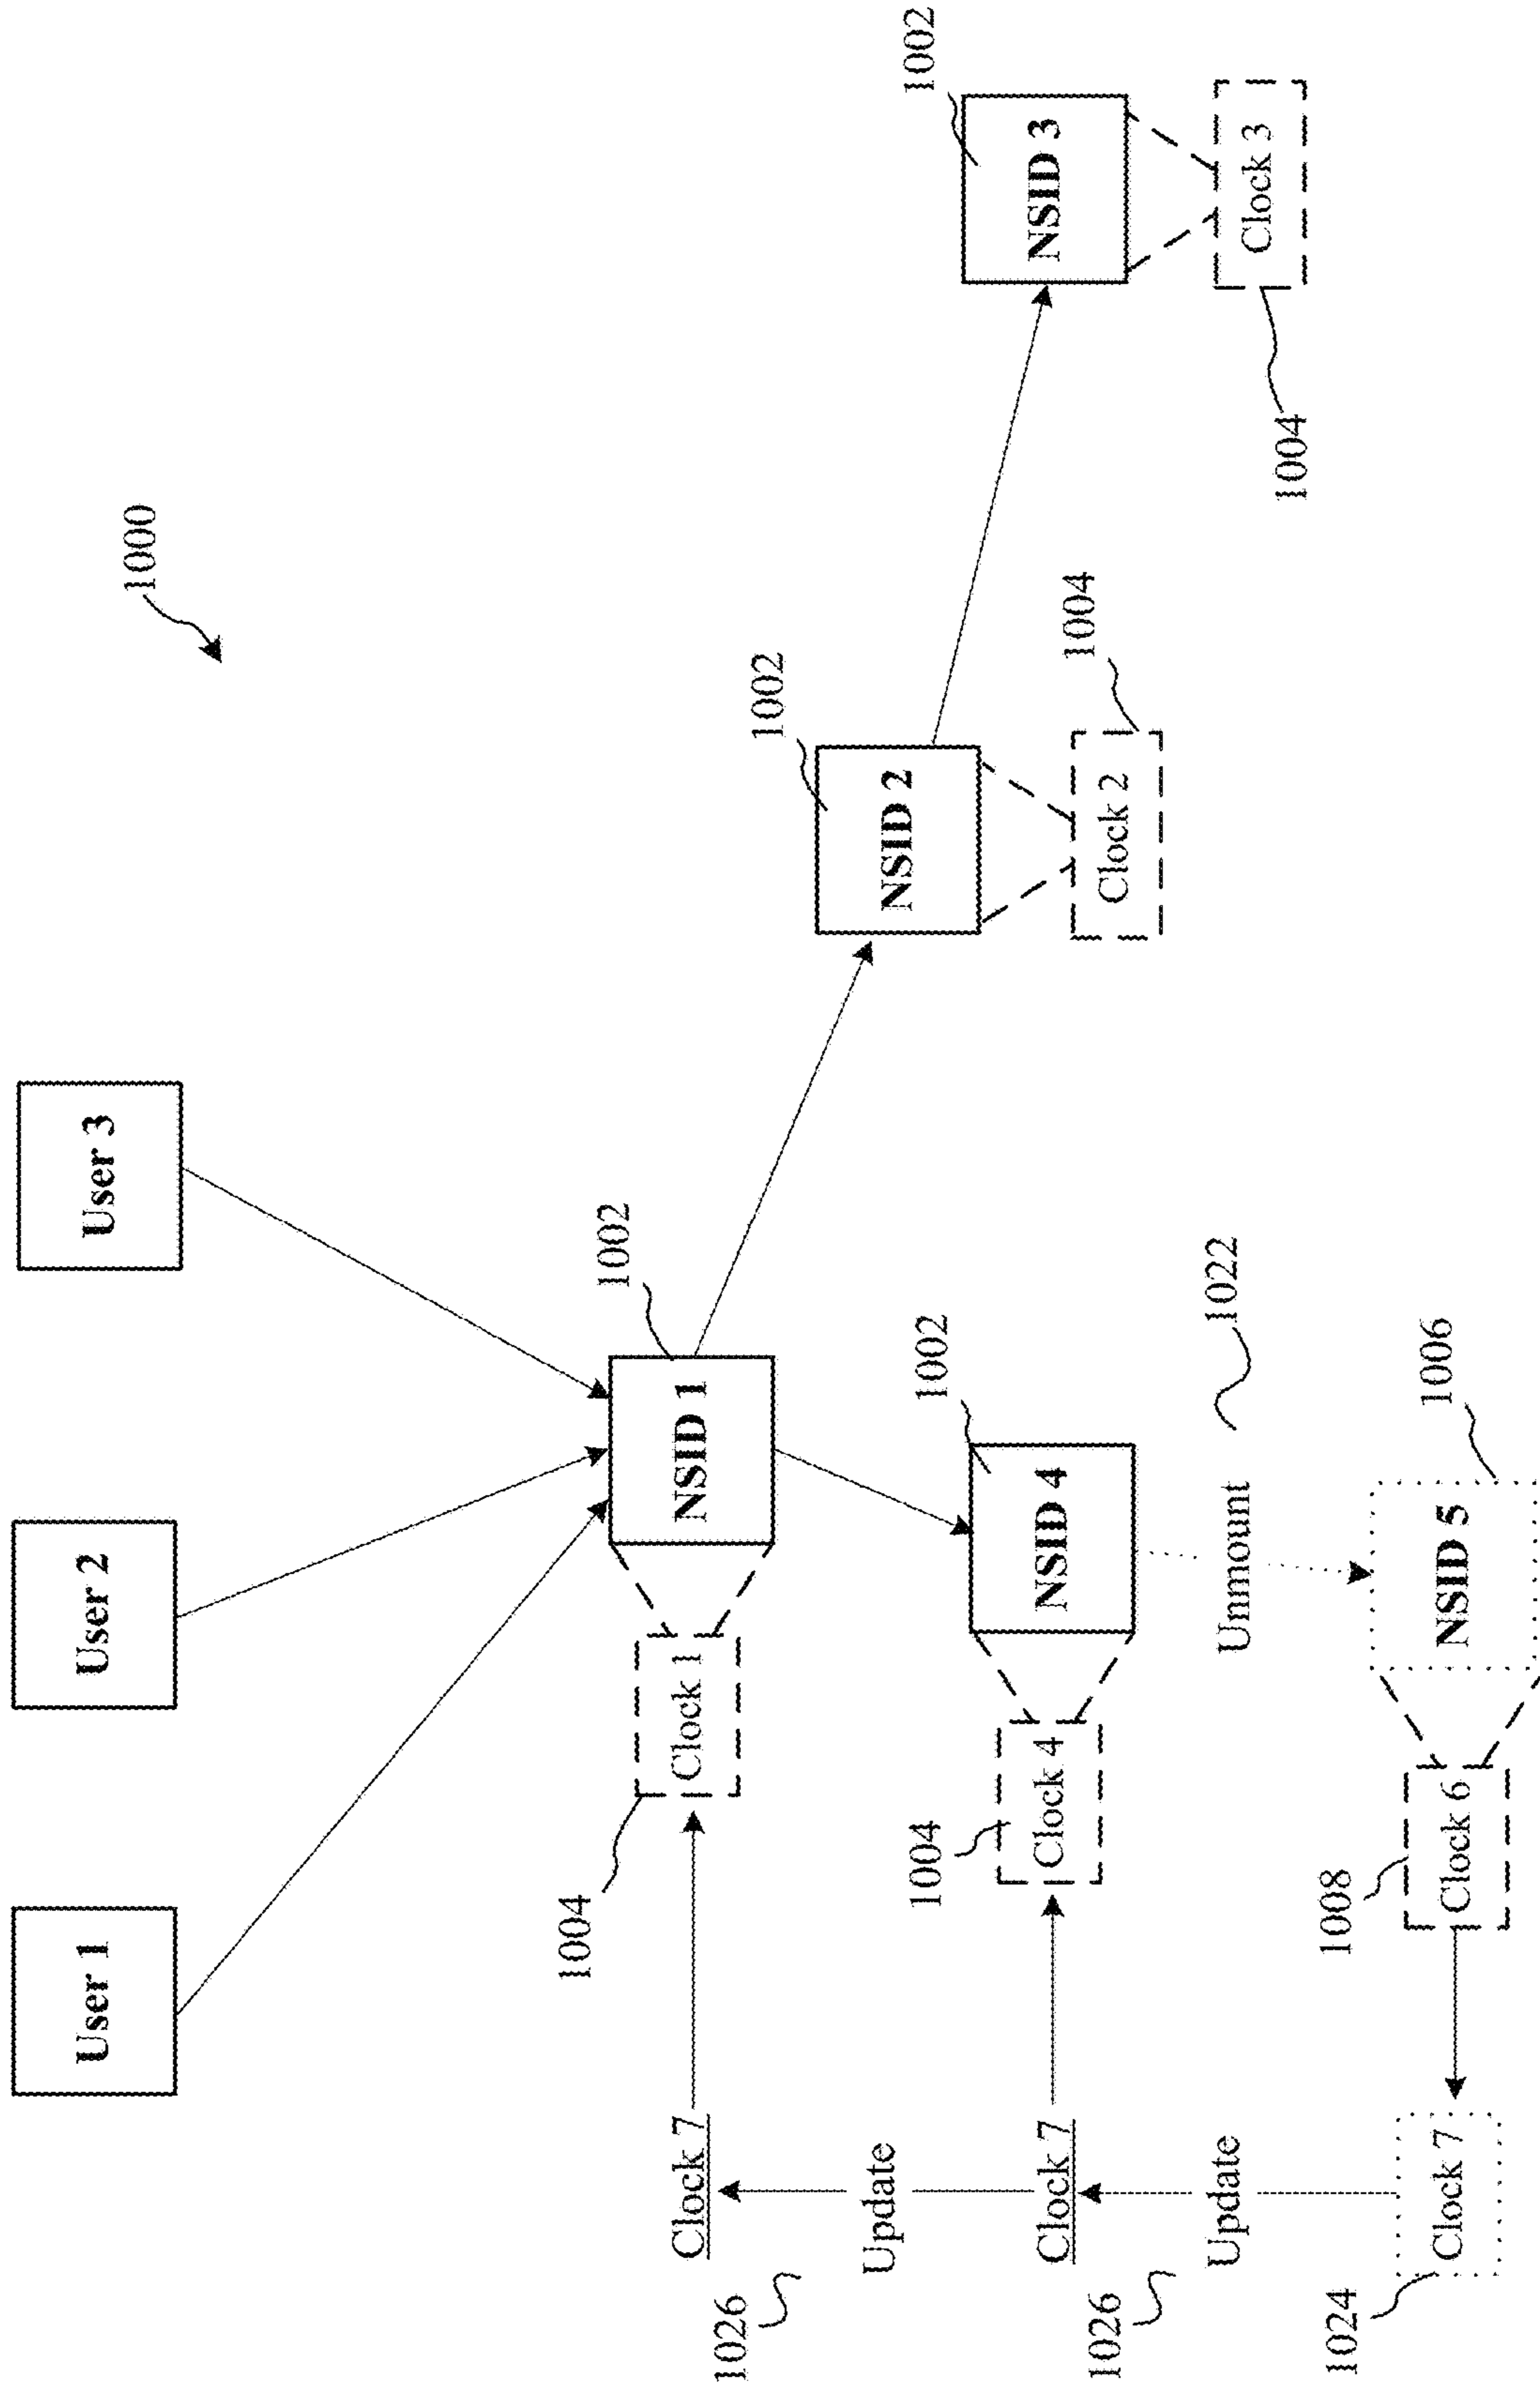 1000
User 1
User 2
User 3
1002
NSID 1
1004
Clock 1
Clock 7
1026
Update
1002
NSID 2
1004
Clock 2
1002
NSID 3
1004
Clock 3
1002
NSID 4
1004
Clock 4
Clock 7
1026
Update
Unmount
1022
1006
NSID 5
1008
Clock 6
1024
Clock 7